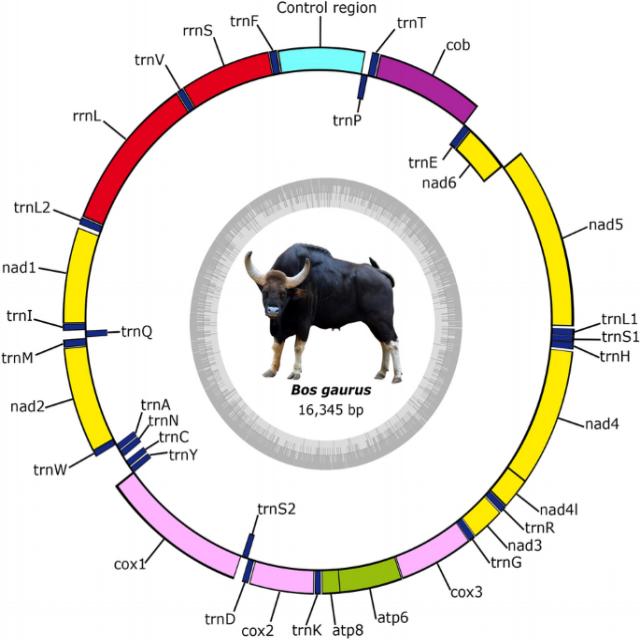 Control region
trnF
trnT
rrnS
cob
trnV
trnP
rrnL
trnE
nad6
trnL2
nad5
nad1
trnI
trnQ
trnL1
trnS1
trnH
trnM
nad2
trnA
trnN
trnC
trnY
nad4
trnW
nad4l
trnR
nad3
trnG
trnS2
cox1
cox3
trnD
cox2
trnK
atp8
atp6
Bos gaurus
16,345 bp